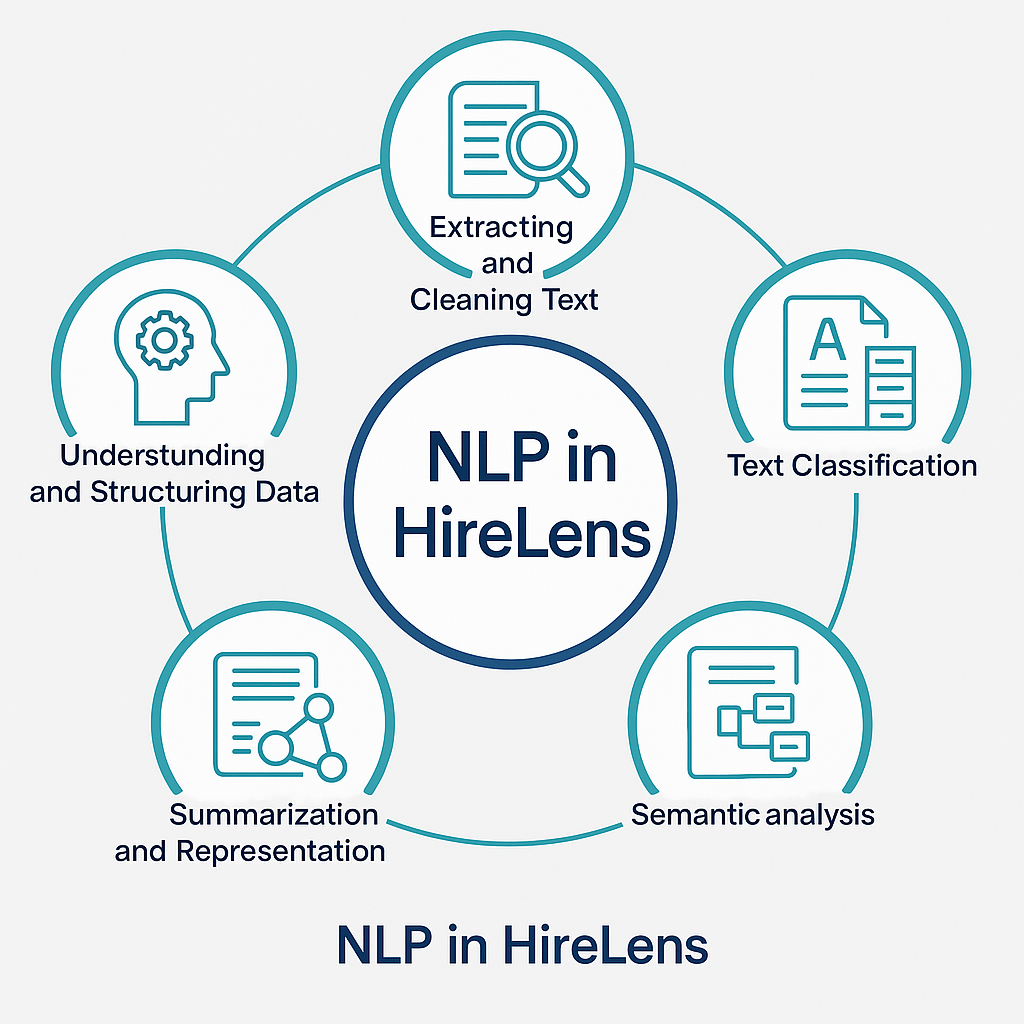 Extracting
and
Cleaning Text
A
Text Classification
Understunding
and Structuring Data
NLP in
HireLens
Summarization
and Representation
Semantic analysis
NLP in HireLens